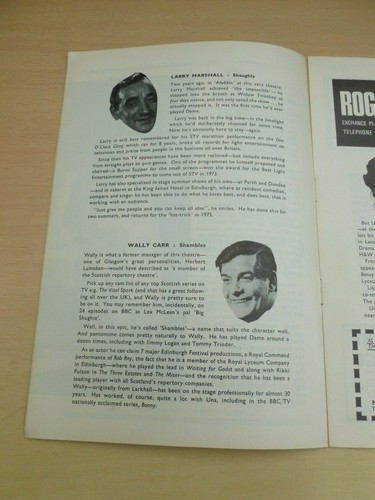 LARRY MARSHALL : Shaughly
Two years ago, in 'Aladdin' at this very theatre,
Larry Marshall achieved 'the impossible'—he
stepped into the breach as Widow Twankey at
four days notice, and not only saved the show... he
actually stopped it. It was the first time he'd ever
played Dame.
Larry was back in the big time—in the limelight
which he'd deliberately shunned for some time.
Now he's obviously here to stay—again.
Larry is still best remembered for his STV marathon performance on the One
O'Clock Gang which ran for 8 years, broke all records for light entertainment on
television and praise from people in the business all over Britain.
Since then his TV appearances have been more rationed—but include everything
from straight plays to quiz games. One of the programmes he himself proposed and
chaired—a Burns Supper for the small screen—won the award for the Best Light
Entertainment programme to come out of STV in 1973.
Larry has also specialised in stage summer shows of his own—at Perth and Dundee
—and in cabaret at the King James Hotel in Edinburgh, where as resident comedian,
compere and singer he has been able to do what he loves best, and does best, that is
working with an audience.
"Just give me people and you can keep all else", he smiles. He has done this for
two summers, and returns for the 'hat-trick' in 1975.
WALLY CARR : Shambles
Wally is what a former manager of this theatre—
one of Glasgow's great personalities, Herbert
Lumsden—would have described as 'a member of
the Scottish repertory theatre'.
Pick up any cast list of any top Scottish series on
TV e.g. The Vital Spark (and that has a great follow-
ing all over the UK), and Wally is pretty sure to
be on it. You may remember him, incidentally, on
24 episodes on BBC as Lex McLean's pal 'Big
Shughie'.
Well, in this epic, he's called 'Shambles'—a name that suits the character well.
And pantomime comes pretty naturally to Wally. He has played Dame around a
dozen times, including with Jimmy Logan and Tommy Trinder.
As an actor he can claim 7 major Edinburgh Festival productions, a Royal Command
performance of Rob Roy, the fact that he is a member of the Royal Lyceum Company
in Edinburgh—where he played the lead in Waiting for Godot and along with Rikki
Fulton in The Three Estates and The Miser—and the recognition that he has been a
leading player with all Scotland's repertory companies.
Wally—originally from Larkhall—has been on the stage professionally for almost 30
years. Has worked, of course, quite a lot with Una, including in the BBC/TV
nationally acclaimed series, Boney.
ROG
EXCHANGE PL
TELEPHONE